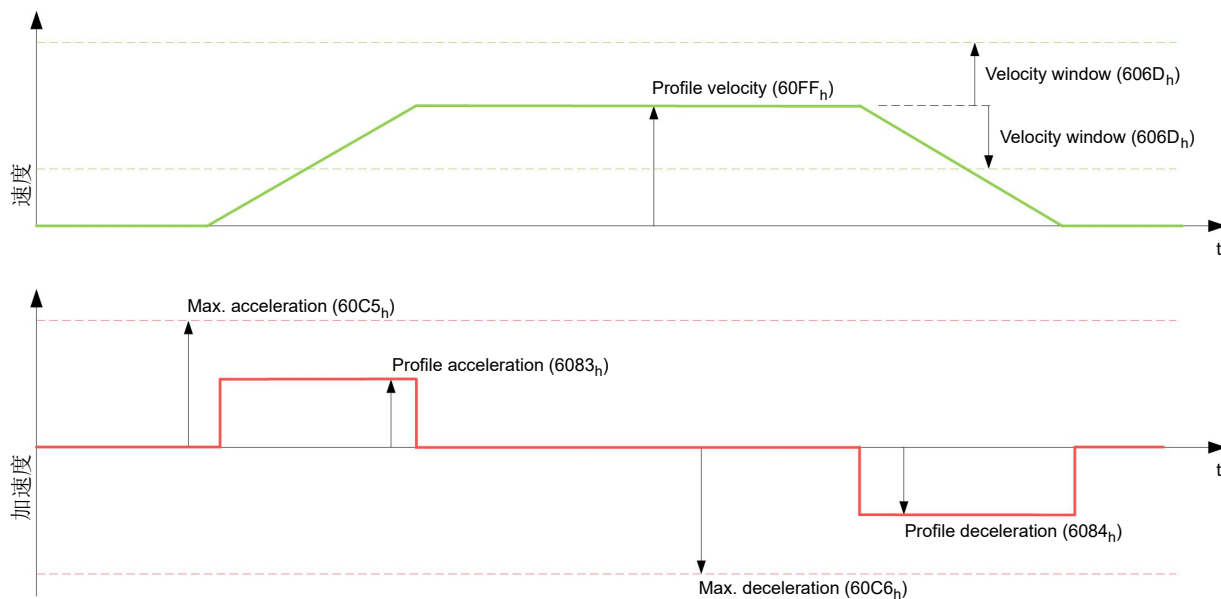 Velocity window (606Dh)
Profile velocity (60FFh)
Velocity window (606Dh)
速度
t
Max. acceleration (60C5h)
Profile acceleration (6083h)
加速度
t
Profile deceleration (6084h)
Max. deceleration (60C6h)